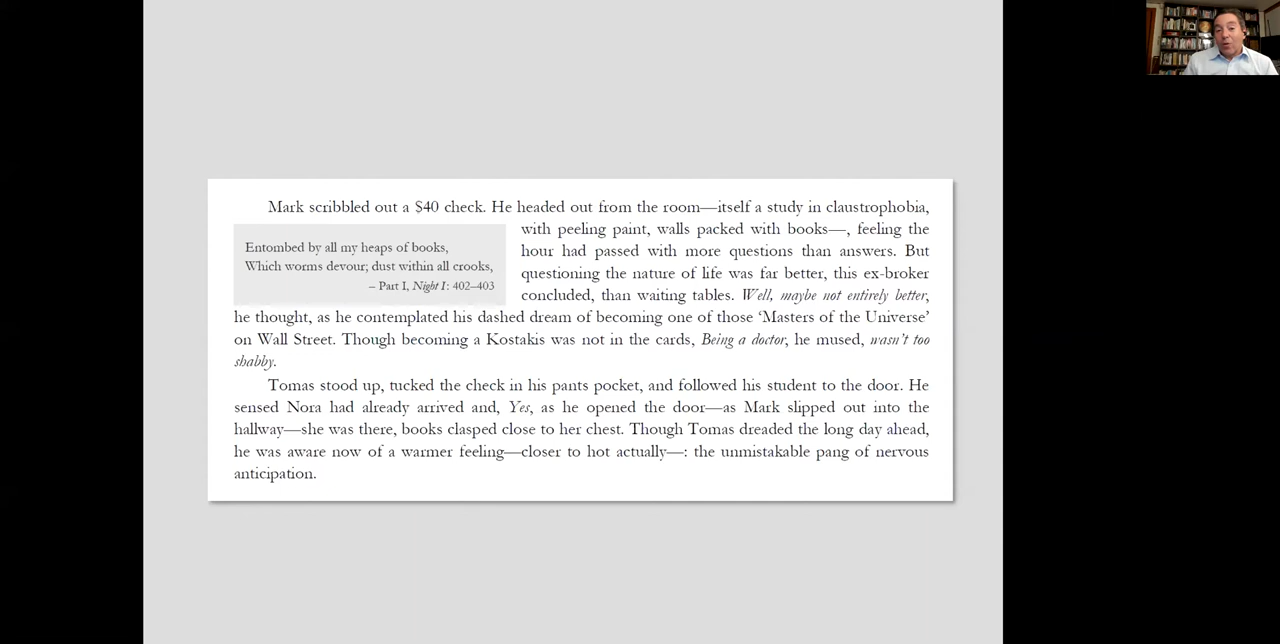 Mark scribbled out a $40 check. He headed out from the room—itself a study in claustrophobia,
with peeling paint, walls packed with books—, feeling the
hour had passed with more questions than answers. But
questioning the nature of life was far better, this ex-broker
concluded, than waiting tables. Well, maybe not entirely better,
Entombed by all my heaps of books,
Which worms devour; dust within all crooks,
– Part I, Night I: 402–403
he thought, as he contemplated his dashed dream of becoming one of those ‘Masters of the Universe’
on Wall Street. Though becoming a Kostakis was not in the cards, Being a doctor, he mused, wasn’t too
shabby.
Tomas stood up, tucked the check in his pants pocket, and followed his student to the door. He
sensed Nora had already arrived and, Yes, as he opened the door—as Mark slipped out into the
hallway—she was there, books clasped close to her chest. Though Tomas dreaded the long day ahead,
he was aware now of a warmer feeling—closer to hot actually—: the unmistakable pang of nervous
anticipation.